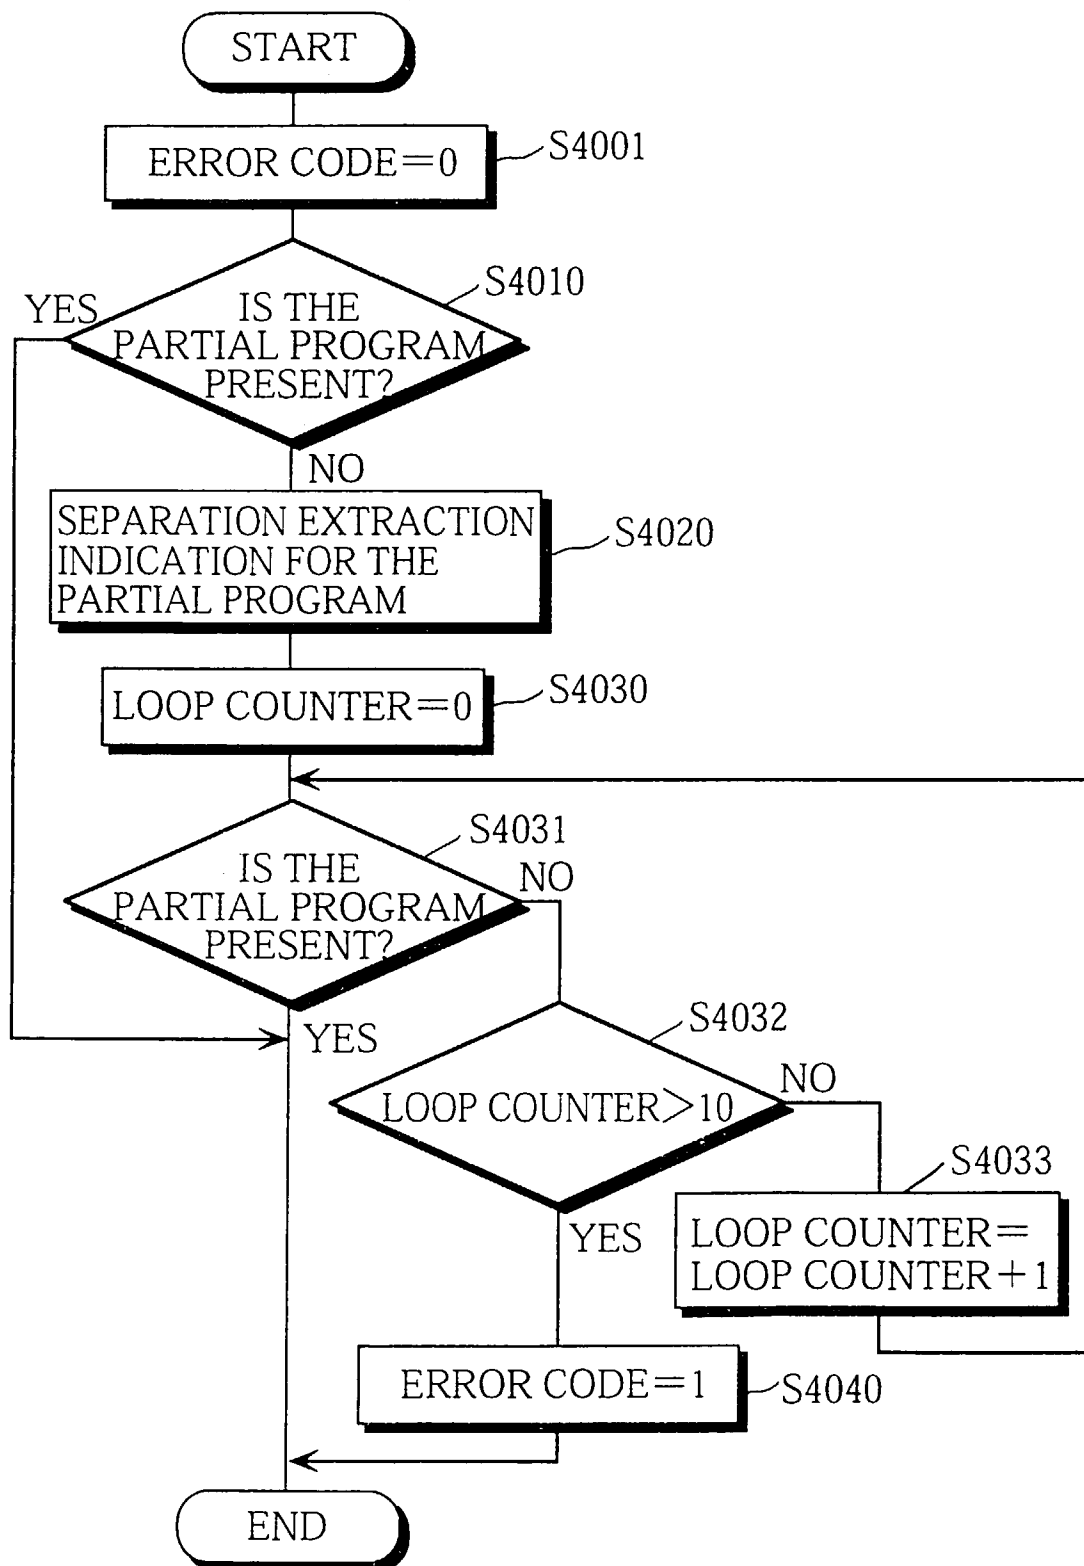 START
ERROR CODE=0
S4001
S4010
YES
IS THE
PARTIAL PROGRAM
PRESENT?
NO
SEPARATION EXTRACTION
INDICATION FOR THE
PARTIAL PROGRAM
S4020
LOOP COUNTER=0
S4030
S4031
IS THE
PARTIAL PROGRAM
PRESENT?
NO
YES
S4032
LOOP COUNTER>10
NO
S4033
YES
LOOP COUNTER=
LOOP COUNTER+1
ERROR CODE=1
S4040
END